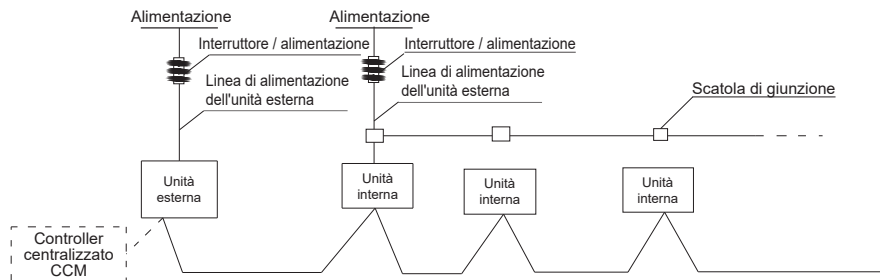 Alimentazione
Alimentazione
Interruttore / alimentazione
Interruttore / alimentazione
Linea di alimentazione
dell'unità esterna
Linea di alimentazione
dell'unità esterna
Scatola di giunzione
Unità
esterna
Unità
interna
Unità
interna
Unità
interna
Controller
centralizzato
CCM